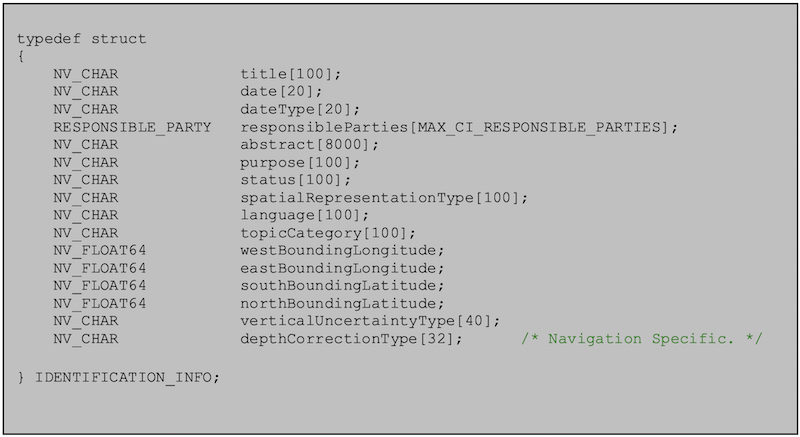 typedef struct
{
NV_CHAR title[100];
NV_CHAR date[20];
NV_CHAR dateType[20];
RESPONSIBLE_PARTY responsibleParties[MAX_CI_RESPONSIBLE_PARTIES];
NV_CHAR abstract[8000];
NV_CHAR purpose[100];
NV_CHAR status[100];
NV_CHAR spatialRepresentationType[100];
NV_CHAR language[100];
NV_CHAR topicCategory[100];
NV_FLOAT64 westBoundingLongitude;
NV_FLOAT64 eastBoundingLongitude;
NV_FLOAT64 southBoundingLatitude;
NV_FLOAT64 northBoundingLatitude;
NV_CHAR verticalUncertaintyType[40];
NV_CHAR depthCorrectionType[32]; /* Navigation Specific. */
} IDENTIFICATION_INFO;